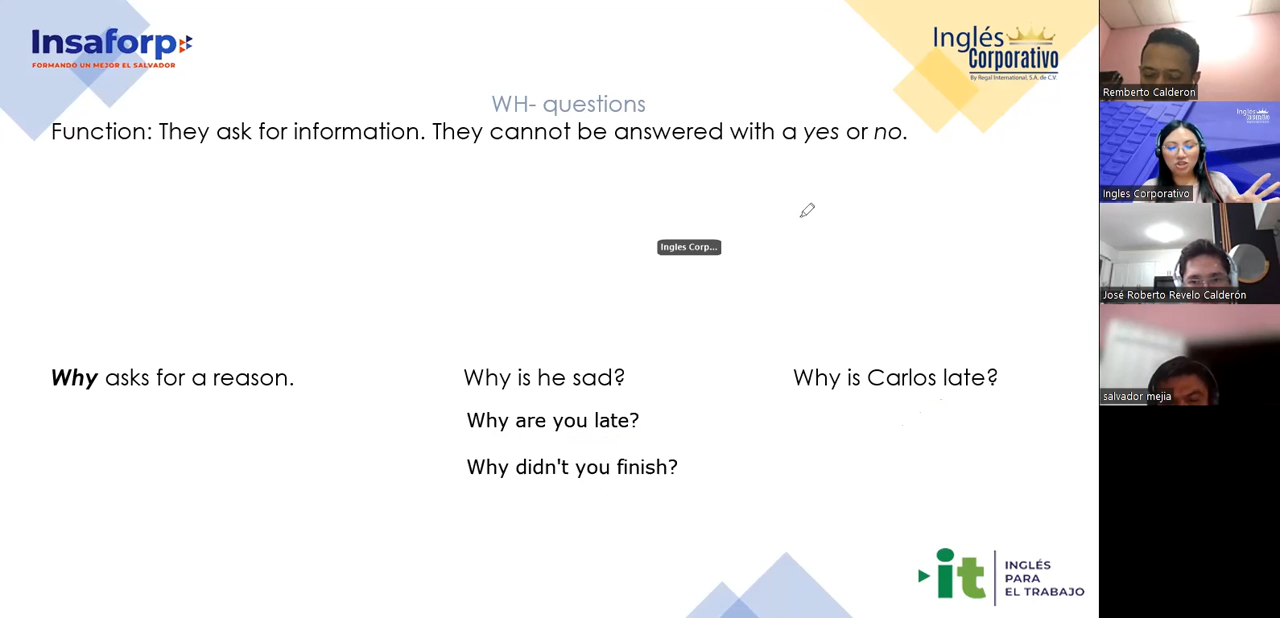 Insaforp
FORMANDO UN MEJOR EL SALVADOR
Inglés
Corporativo
By Regal International, S.A. de C.V.
WH- questions
Function: They ask for information. They cannot be answered with a yes or no.
Ingles Corp...
Why asks for a reason.
Why is he sad?
Why is Carlos late?
Why are you late?
Why didn't you finish?
it
INGLÉS
PARA
EL TRABAJO
Remberto Calderon
Inglés
Ingles Corporativo
José Roberto Revelo Calderón
salvador mejia